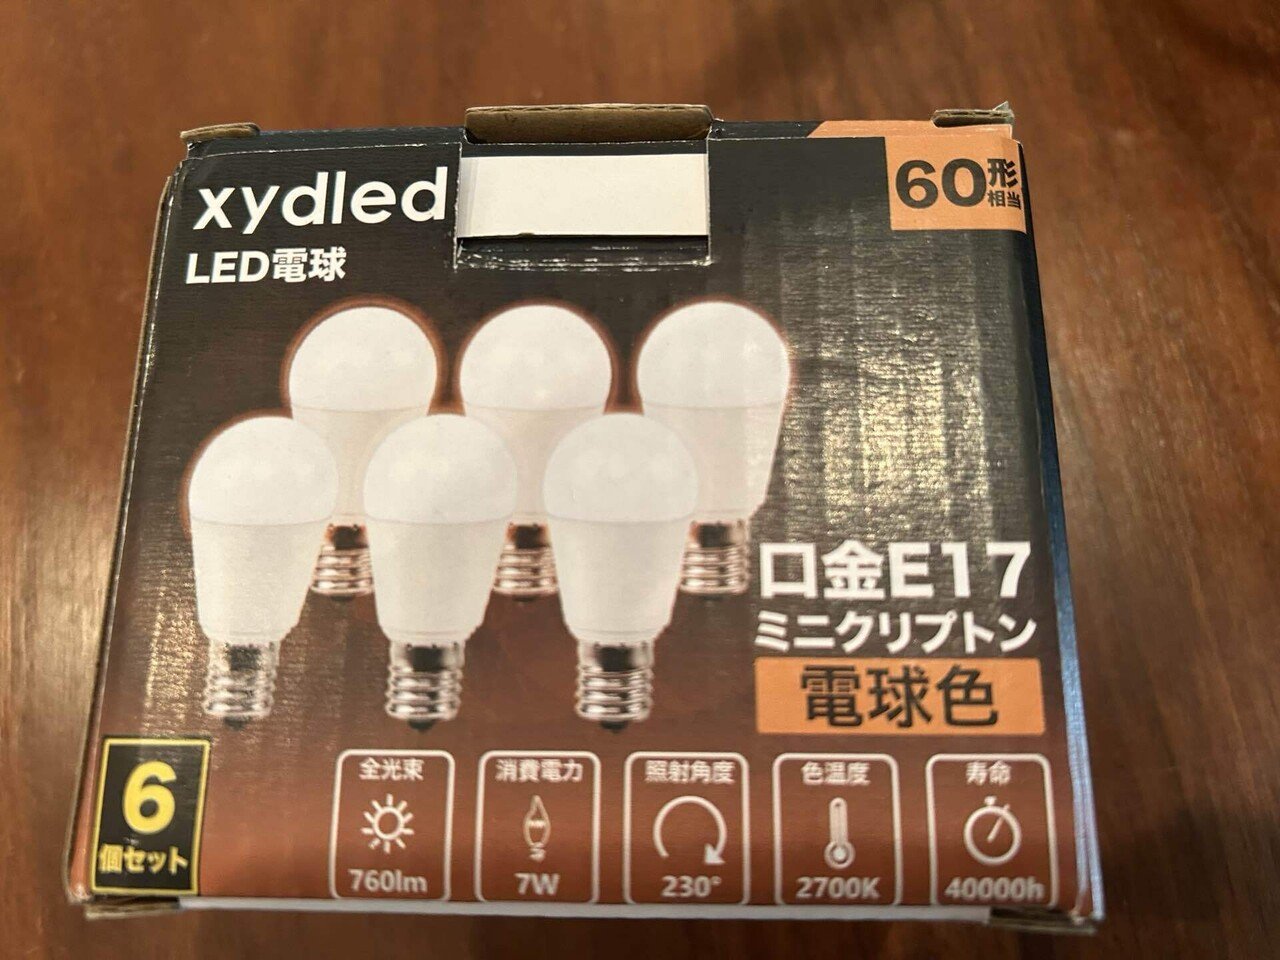 xydled
LED電球
60形
相当
口金E17
ミニクリプトン
電球色
6
個セット
全光束
760lm
消費電力
7W
照射角度
230°
色温度
2700K
寿命
40000h